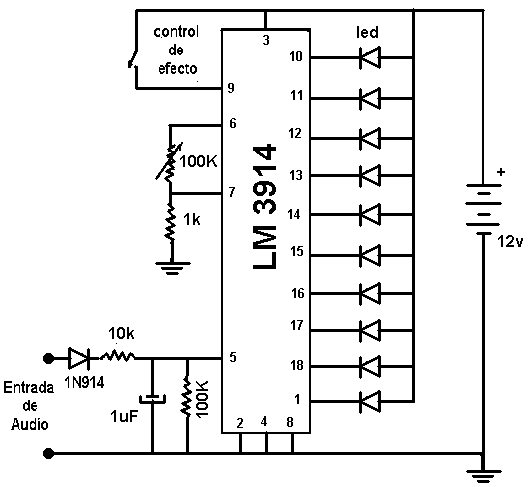 control
de
efecto
3
led
10
9
11
6
12
100K
13
7
14
1k
LM 3914
15
16
17
18
1
+
12v
10k
5
1N914
Entrada
de
Audio
1uF
100K
2
4
8